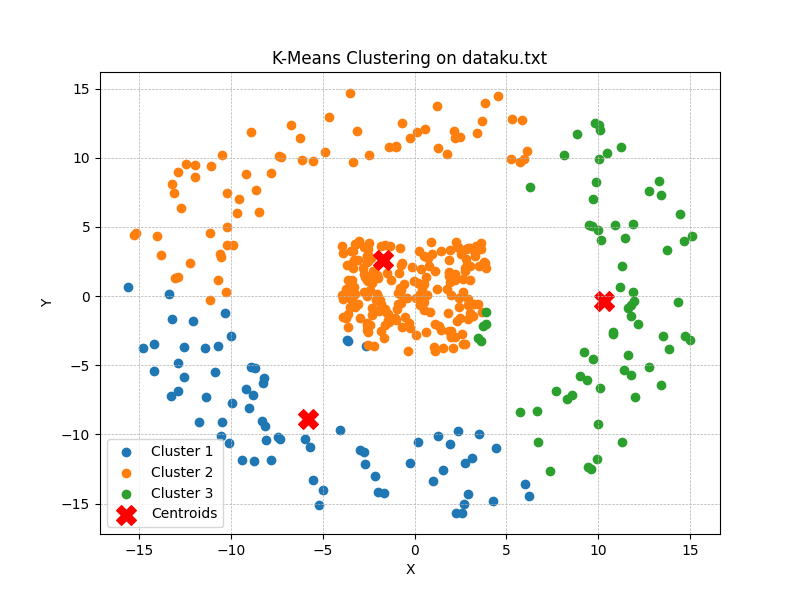 K-Means Clustering on dataku.txt
Y
15
10
5
0
−5
−10
−15
Cluster 1
Cluster 2
Cluster 3
Centroids
−15 −10 −5 0 5 10 15
X